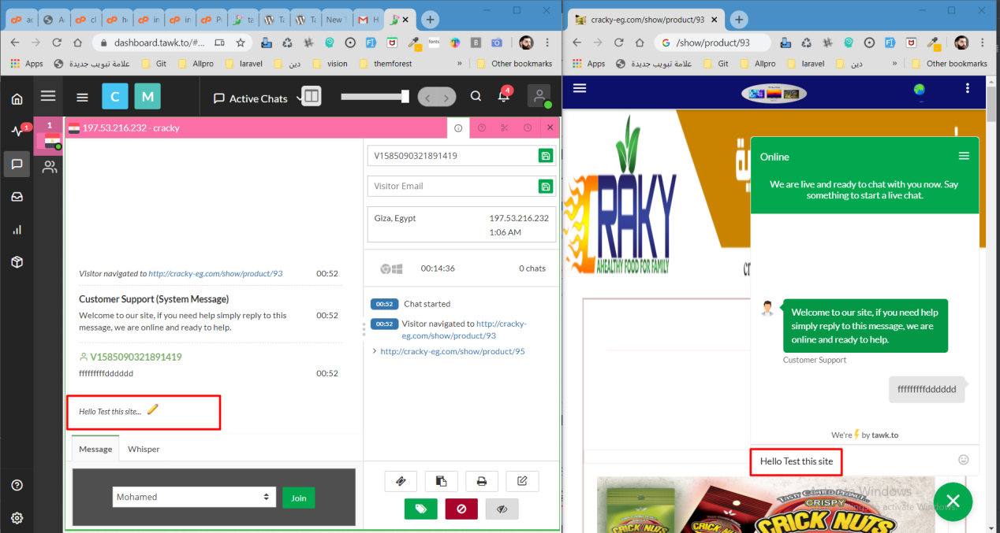 New T
cracky-eg.com/show/product/93
dashboard.tawk.to/#...
/show/product/93
Apps
علامة تبويب جديدة
Git
Allpro
laravel
دين
vision
themforest
»
Other bookmarks
Apps
علامة تبويب جديدة
Git
Allpro
laravel
دين
»
Other bookmarks
C
M
Active Chats
4
1
1
197.53.216.232 - cracky
V1585090321891419
Visitor Email
Giza, Egypt
197.53.216.232
1:06 AM
00:14:36
0 chats
Visitor navigated to http://cracky-eg.com/show/product/93 00:52
Customer Support (System Message)
Welcome to our site, if you need help simply reply to this 00:52
message, we are online and ready to help.
V1585090321891419
fffffffffdddddd 00:52
Hello Test this site...
00:52 Chat started
00:52 Visitor navigated to http://cracky-
eg.com/show/product/93
http://cracky-eg.com/show/product/95
Message
Whisper
Mohamed
Join
CRAKY
AHEALTHY FOOD FOR FAMILY
Online
We are live and ready to chat with you now. Say
something to start a live chat.
Welcome to our site, if you need help
simply reply to this message, we are
online and ready to help.
Customer Support
fffffffffdddddd
We're by tawk.to
Hello Test this site
TASTY COATED PEANUT...
CRISPY
CRICK NUTS